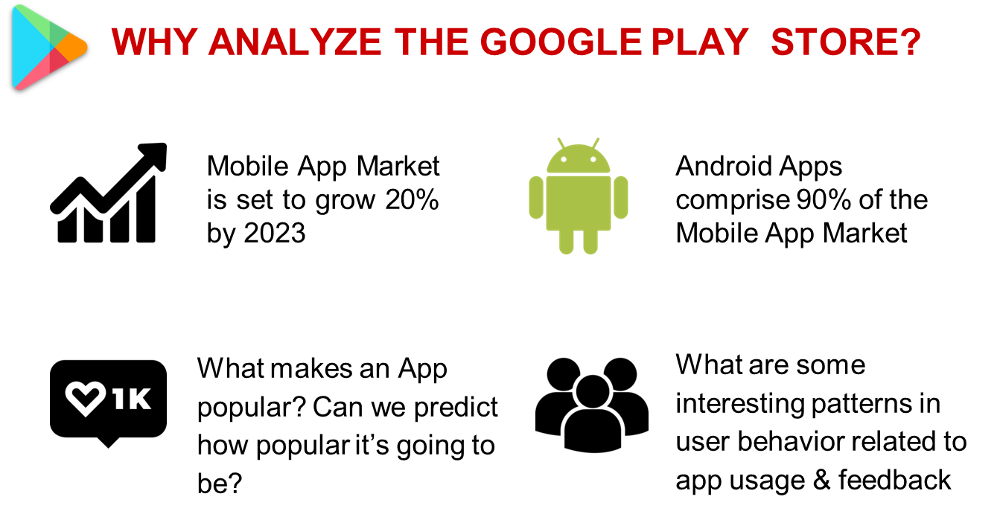 WHY ANALYZE THE GOOGLE PLAY STORE?
Mobile App Market
is set to grow 20%
by 2023
Android Apps
comprise 90% of the
Mobile App Market
1K
What makes an App
popular? Can we predict
how popular it’s going to
be?
What are some
interesting patterns in
user behavior related to
app usage & feedback